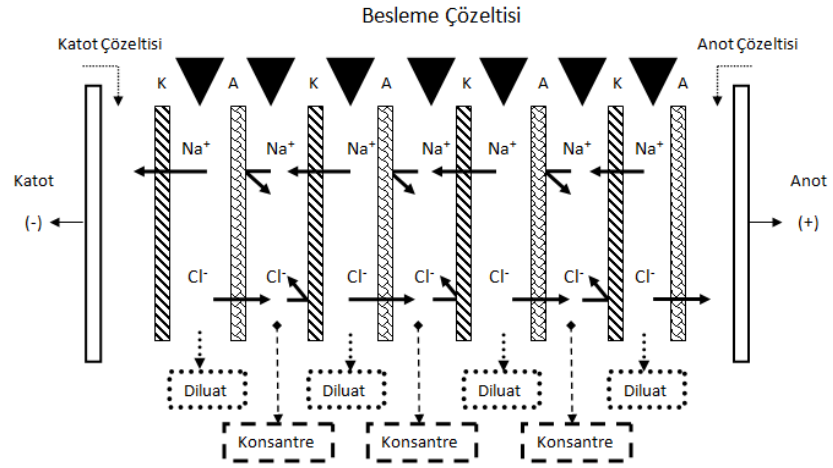 Besleme Çözeltisi
Katot Çözeltisi
Anot Çözeltisi
K A K A K A K A
Na⁺ Na⁺ Na⁺ Na⁺ Na⁺ Na⁺ Na⁺
Katot
(-)
Anot
(+)
Cl⁻ Cl⁻ Cl⁻ Cl⁻ Cl⁻ Cl⁻ Cl⁻
Diluat Diluat Diluat Diluat
Konsantre Konsantre Konsantre